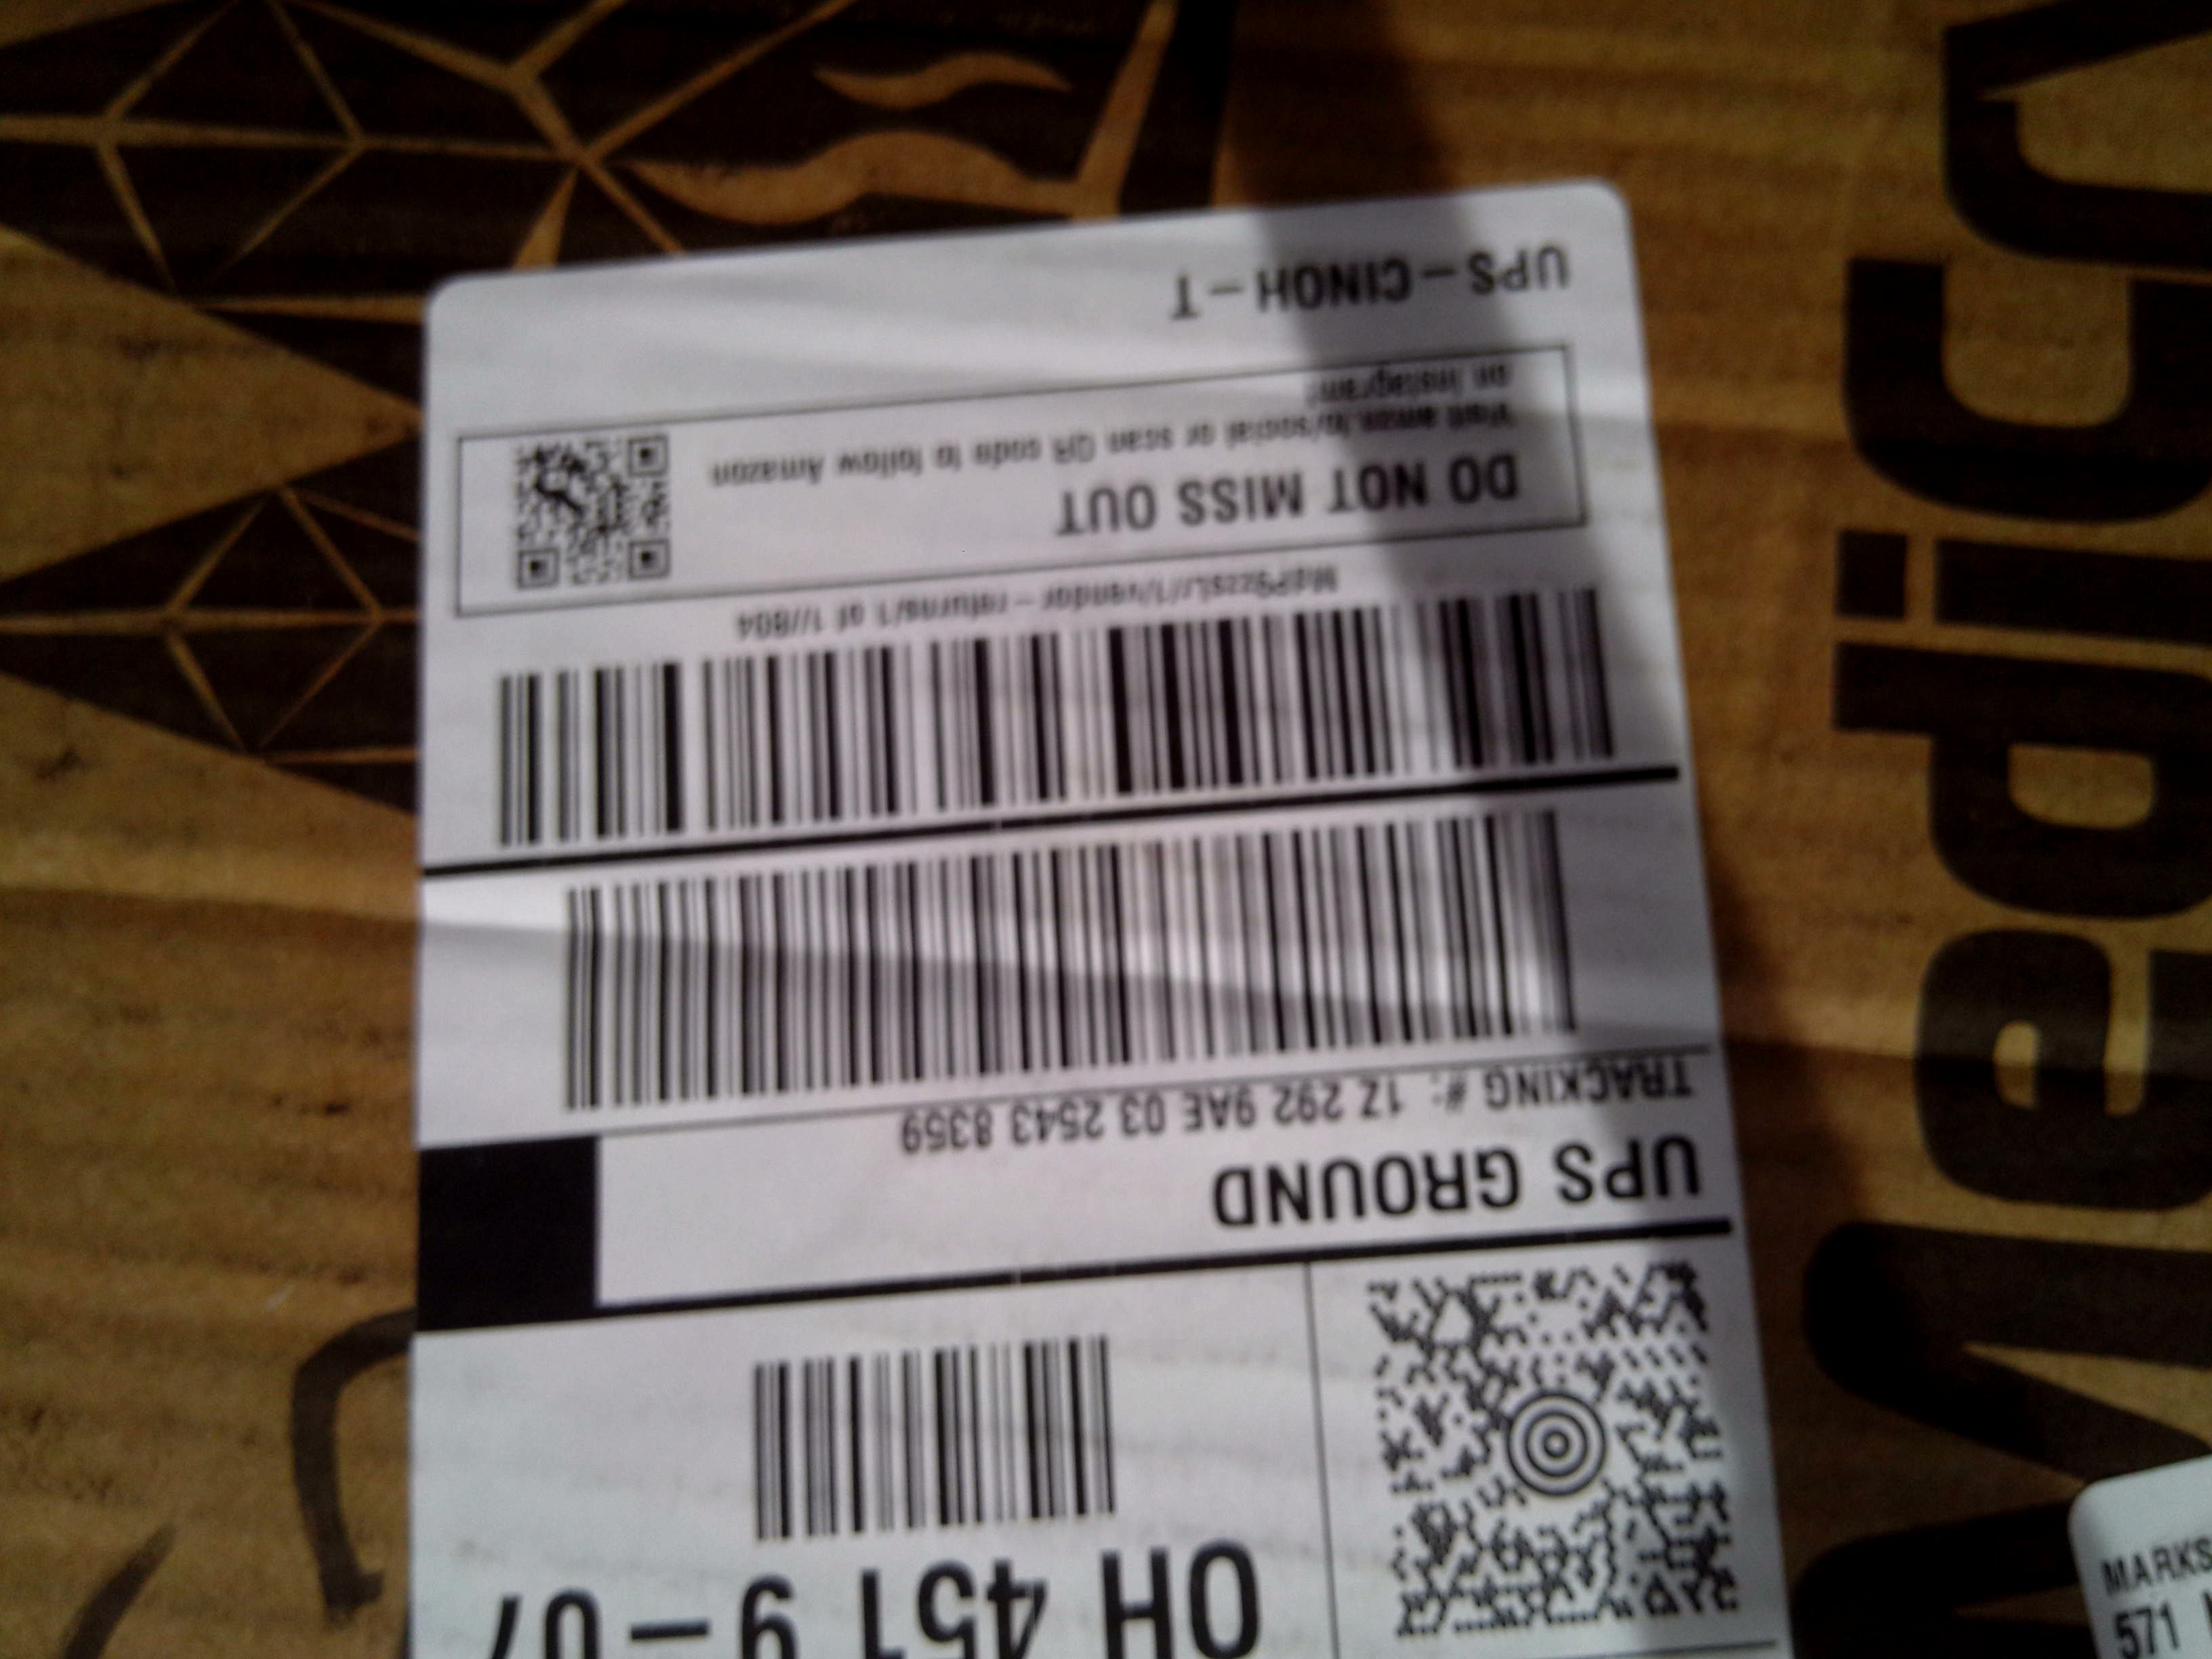 OH 451 9-07
UPS GROUND
TRACKING #: 1Z 292 9AE 03 2543 8359
DO NOT MISS OUT
Visit amzn.to/social or scan QR code to follow Amazon
on Instagram!
UPS-CINOH-T
Medicr
MARKS
571